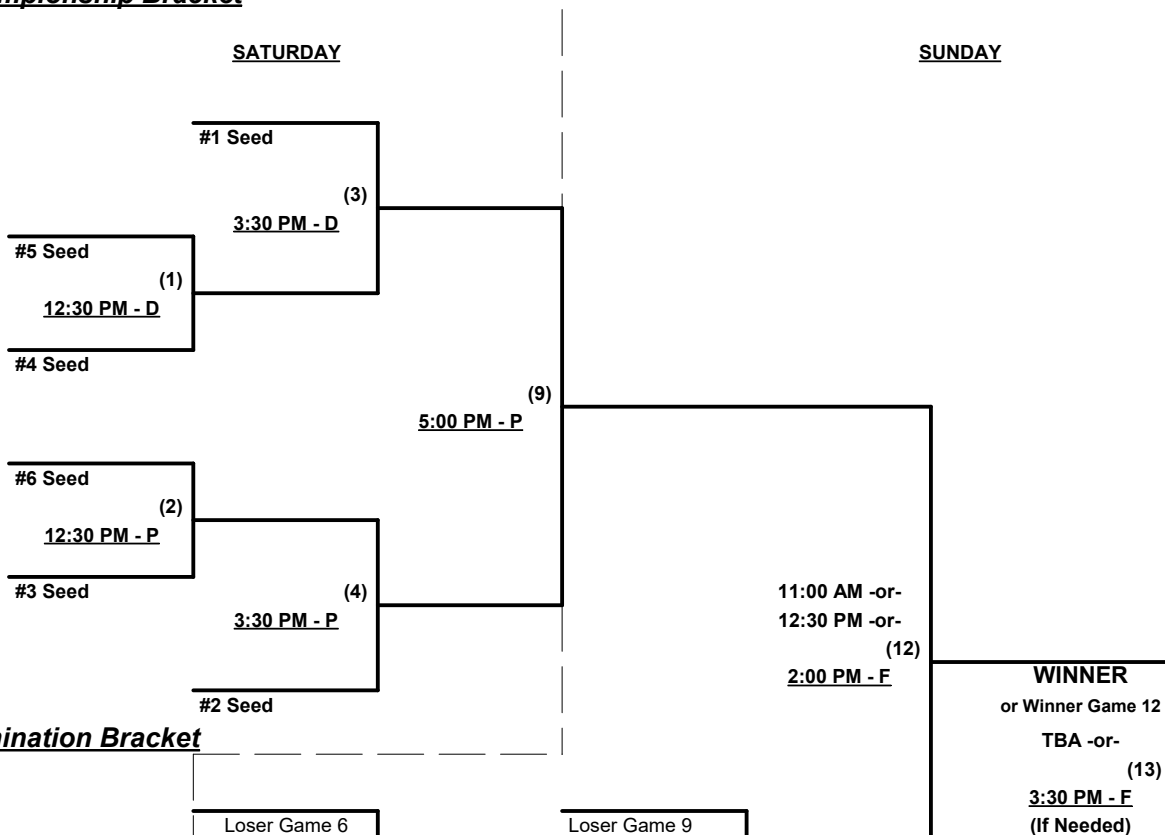 SATURDAY
SUNDAY
#1 Seed
(3)
3:30 PM - D
#5 Seed
(1)
12:30 PM - D
#4 Seed
(9)
5:00 PM - P
#6 Seed
(2)
12:30 PM - P
#3 Seed
(4)
3:30 PM - P
#2 Seed
11:00 AM -or-
12:30 PM -or-
(12)
2:00 PM - F
WINNER
or Winner Game 12
TBA -or-
(13)
3:30 PM - F
(If Needed)
Bracket
Loser Game 6
Loser Game 9